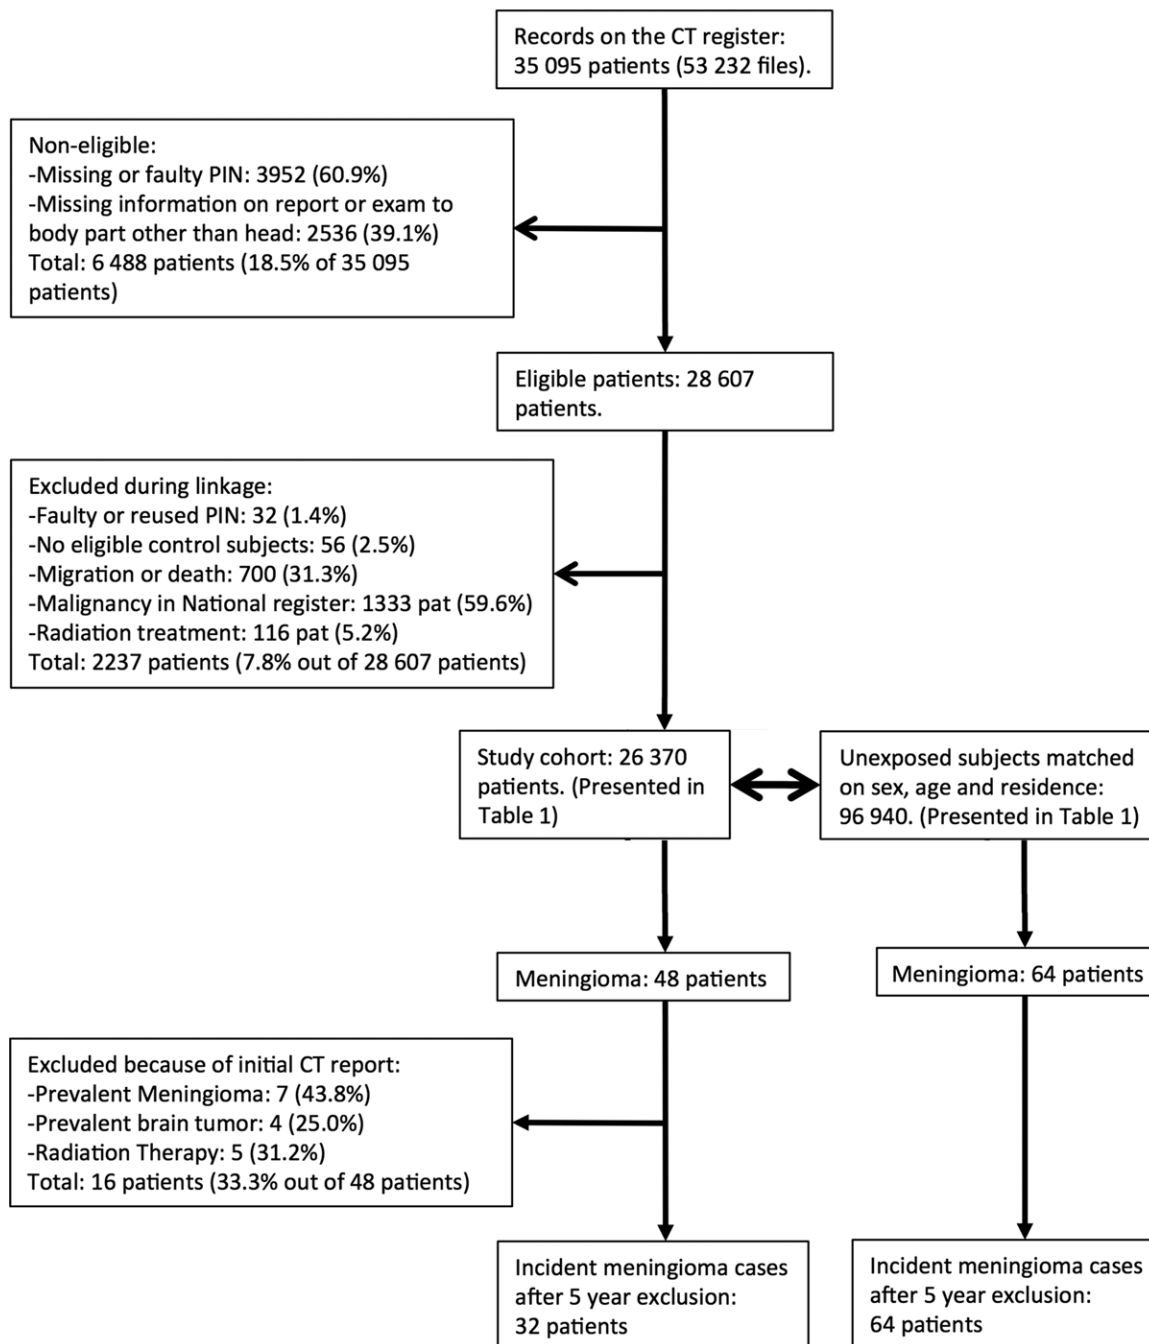 Records on the CT register:
35 095 patients (53 232 files).
Non-eligible:
-Missing or faulty PIN: 3952 (60.9%)
-Missing information on report or exam to
body part other than head: 2536 (39.1%)
Total: 6 488 patients (18.5% of 35 095
patients)
Eligible patients: 28 607
patients.
Excluded during linkage:
-Faulty or reused PIN: 32 (1.4%)
-No eligible control subjects: 56 (2.5%)
-Migration or death: 700 (31.3%)
-Malignancy in National register: 1333 pat (59.6%)
-Radiation treatment: 116 pat (5.2%)
Total: 2237 patients (7.8% out of 28 607 patients)
Study cohort: 26 370
patients. (Presented in
Table 1)
Unexposed subjects matched
on sex, age and residence:
96 940. (Presented in Table 1)
Meningioma: 48 patients
Meningioma: 64 patients
Excluded because of initial CT report:
-Prevalent Meningioma: 7 (43.8%)
-Prevalent brain tumor: 4 (25.0%)
-Radiation Therapy: 5 (31.2%)
Total: 16 patients (33.3% out of 48 patients)
Incident meningioma cases
after 5 year exclusion:
32 patients
Incident meningioma cases
after 5 year exclusion:
64 patients